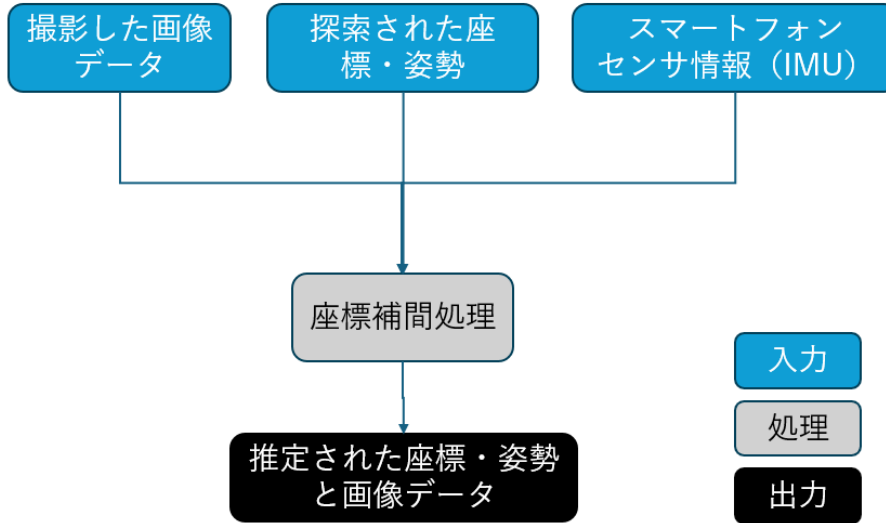 撮影した画像
データ
探索された座
標・姿勢
スマートフォン
センサ情報（IMU）
座標補間処理
推定された座標・姿勢
と画像データ
入力
処理
出力